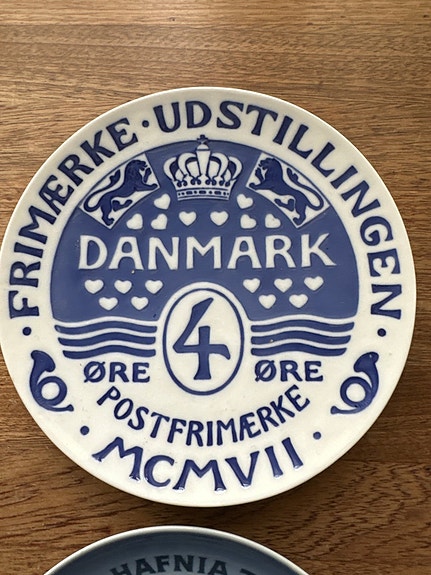 FRIMÆRKE · UDSTILLINGEN ·
DANMARK
4
ØRE ØRE
POSTFRIMÆRKE
· MCMVII ·
HAFNIA